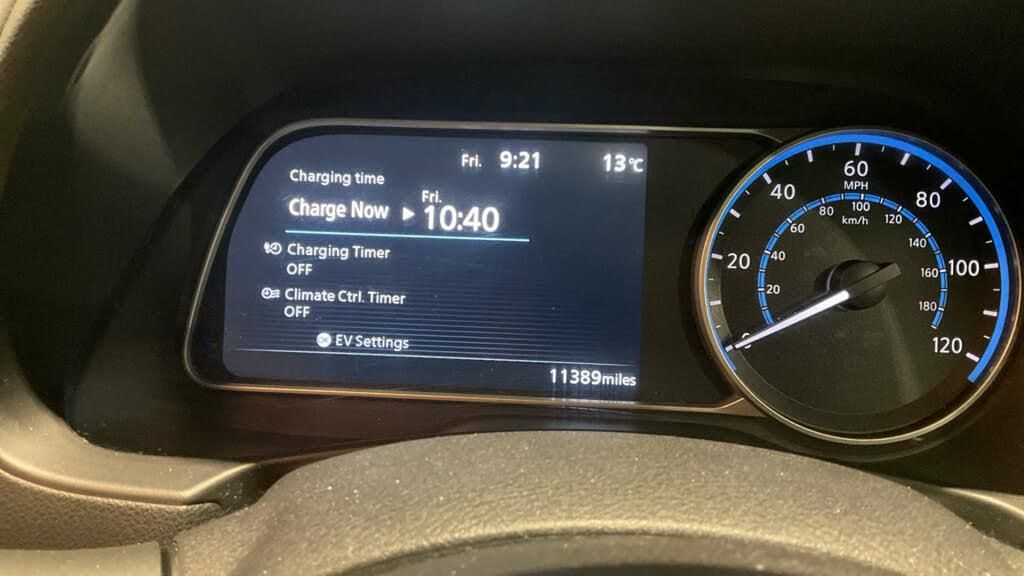 Fri. 9:21 13°C
Charging time
Fri.
Charge Now ▶ 10:40
Charging Timer
OFF
Climate Ctrl. Timer
OFF
OK EV Settings
11389miles
0 20 40 60 80 100 120
MPH
20 40 60 80 100 120 140 160 180
km/h